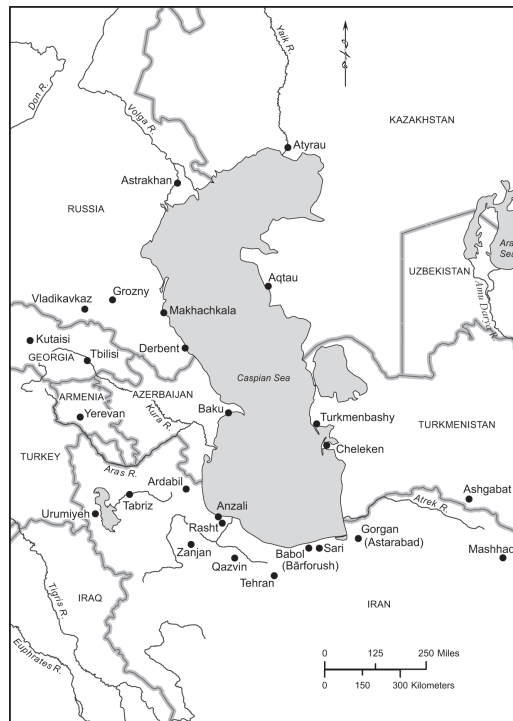 Yaik R.
Don R.
Volga R.
KAZAKHSTAN
Atyrau
Astrakhan
RUSSIA
Aral
Sea
UZBEKISTAN
Amu Darya R.
Aqtau
Grozny
Vladikavkaz
Makhachkala
Kutaisi
Derbent
GEORGIA
Tbilisi
Caspian Sea
ARMENIA
AZERBAIJAN
Kura R.
Baku
Yerevan
Turkmenbashy
TURKMENISTAN
Cheleken
TURKEY
Aras R.
Ardabil
Ashgabat
Tabriz
Atrek R.
Urumiyeh
Anzali
Rasht
Gorgan
(Astarabad)
Zanjan
Babol
(Bārforush)
Sari
Mashhad
Qazvin
Tehran
IRAQ
Tigris R.
IRAN
Euphrates R.
0 125 250 Miles
0 150 300 Kilometers